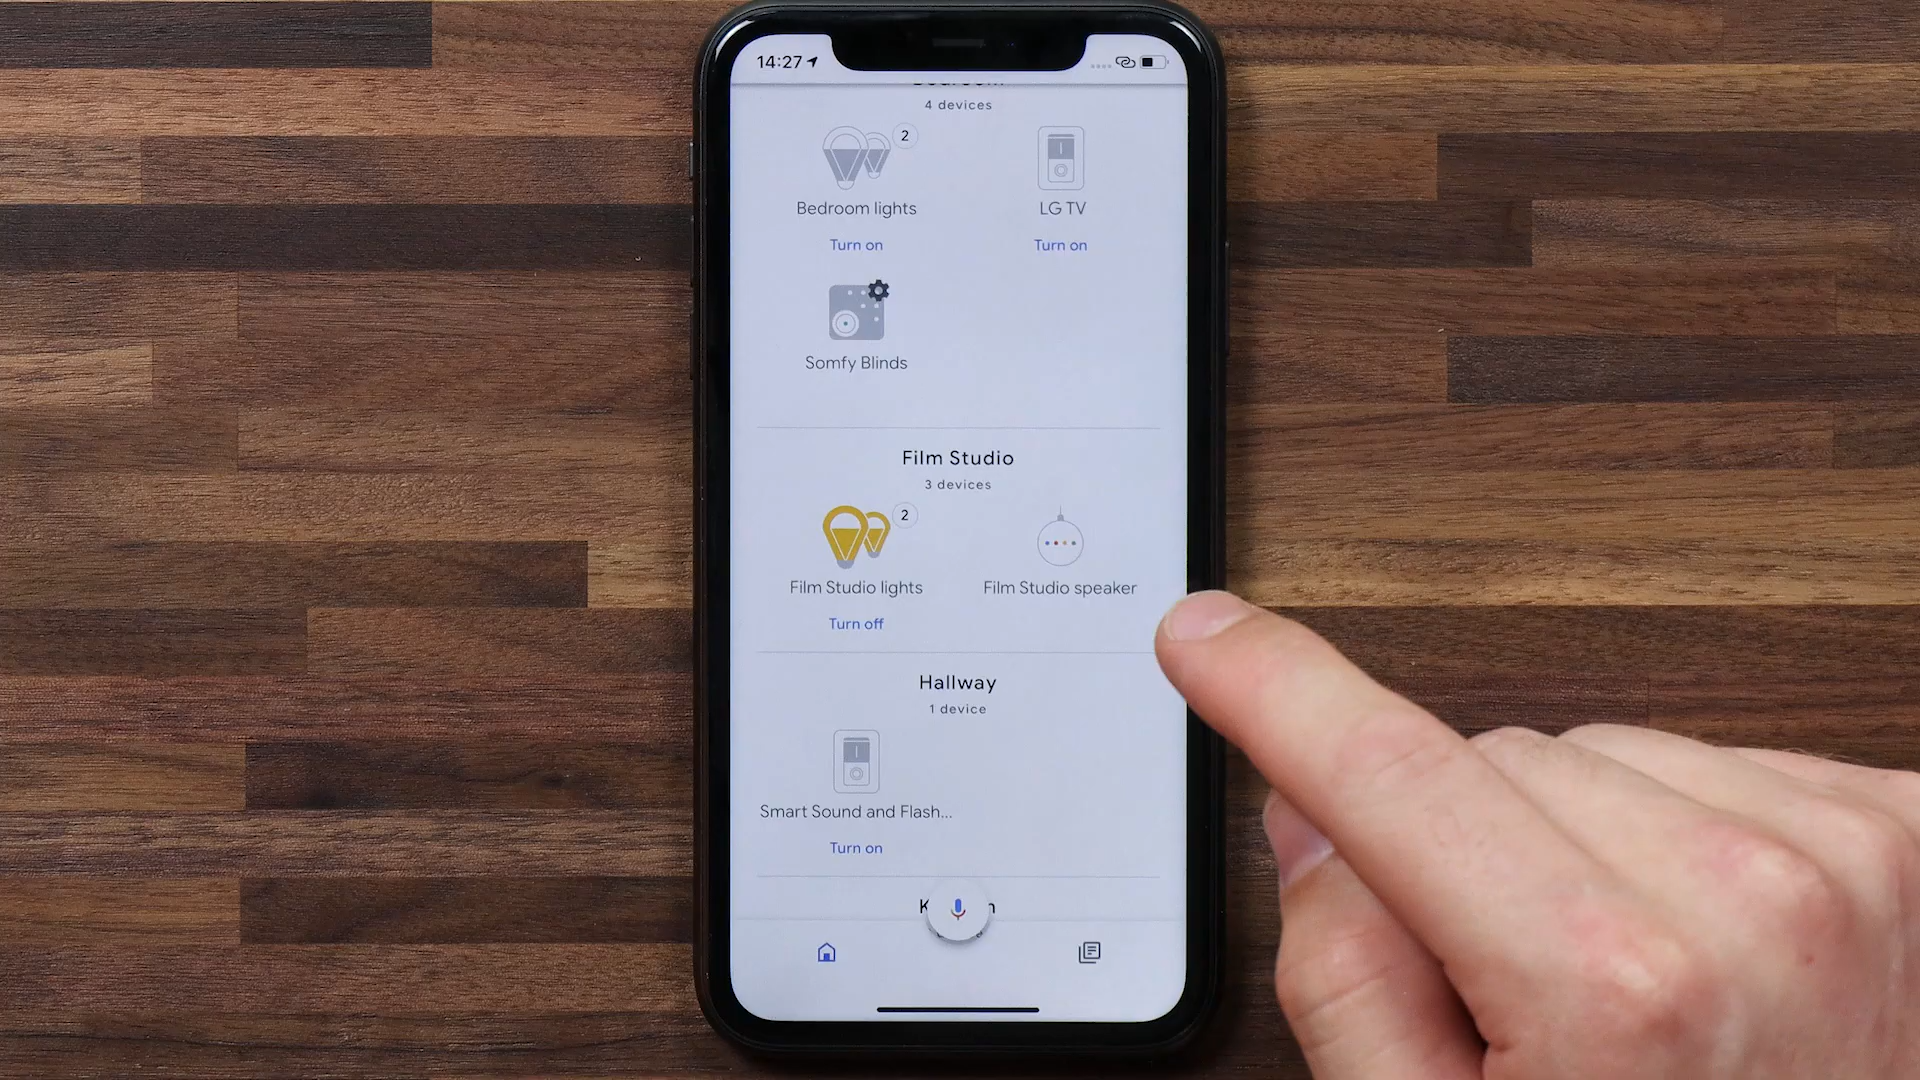 14:27
4 devices
2
Bedroom lights
LG TV
Turn on
Turn on
Somfy Blinds
Film Studio
3 devices
2
Film Studio lights
Film Studio speaker
Turn off
Hallway
1 device
Smart Sound and Flash...
Turn on